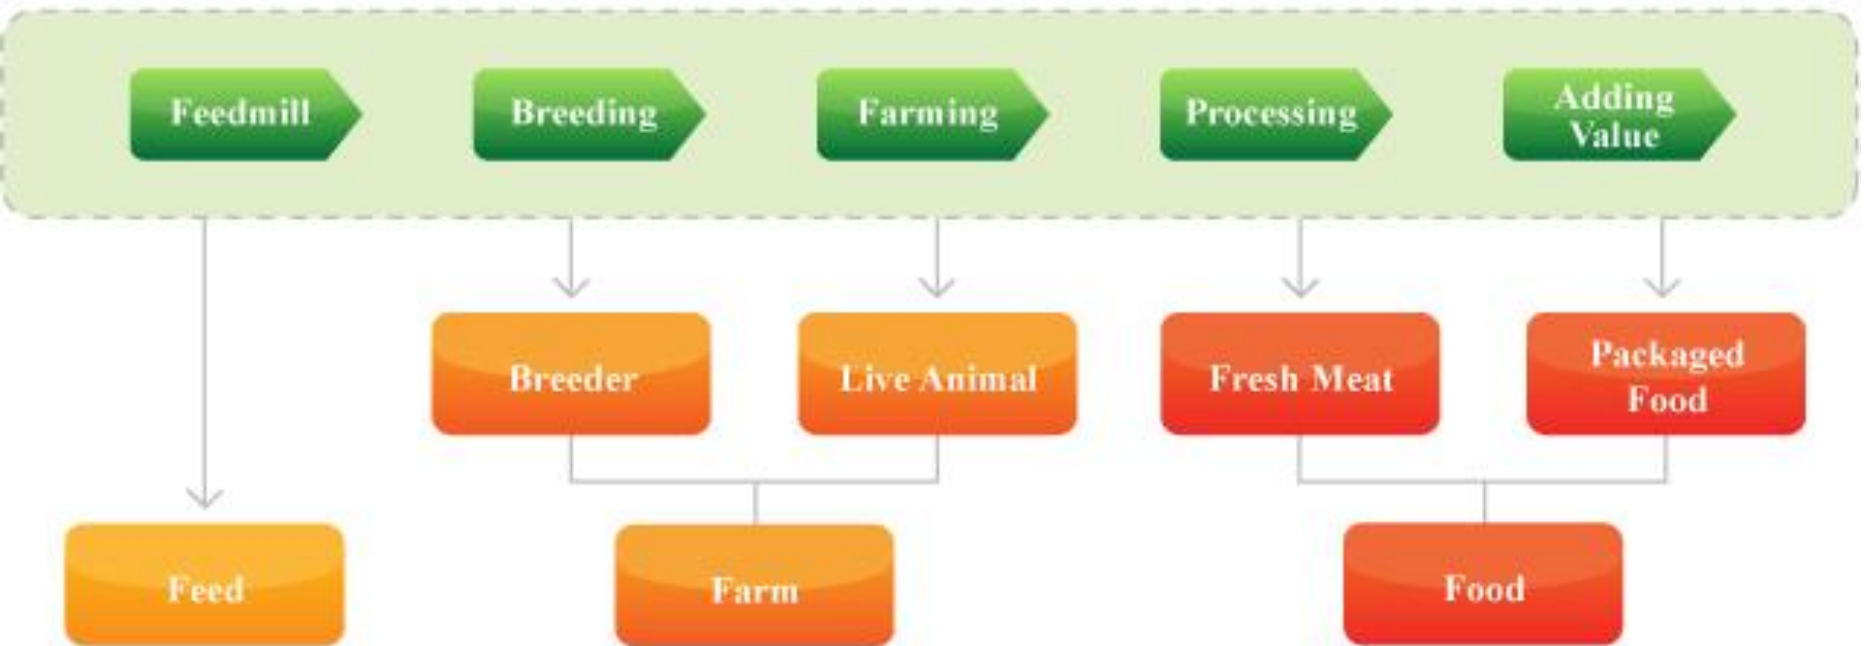 Feedmill
Breeding
Farming
Processing
Adding
Value
Breeder
Live Animal
Fresh Meat
Packaged
Food
Feed
Farm
Food